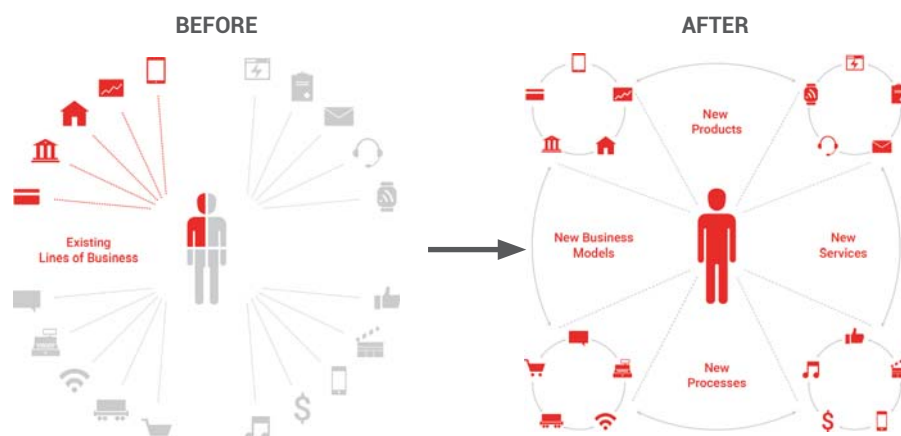 BEFORE
AFTER
Existing
Lines of Business
New
Products
New Business
Models
New
Services
New
Processes
$
$